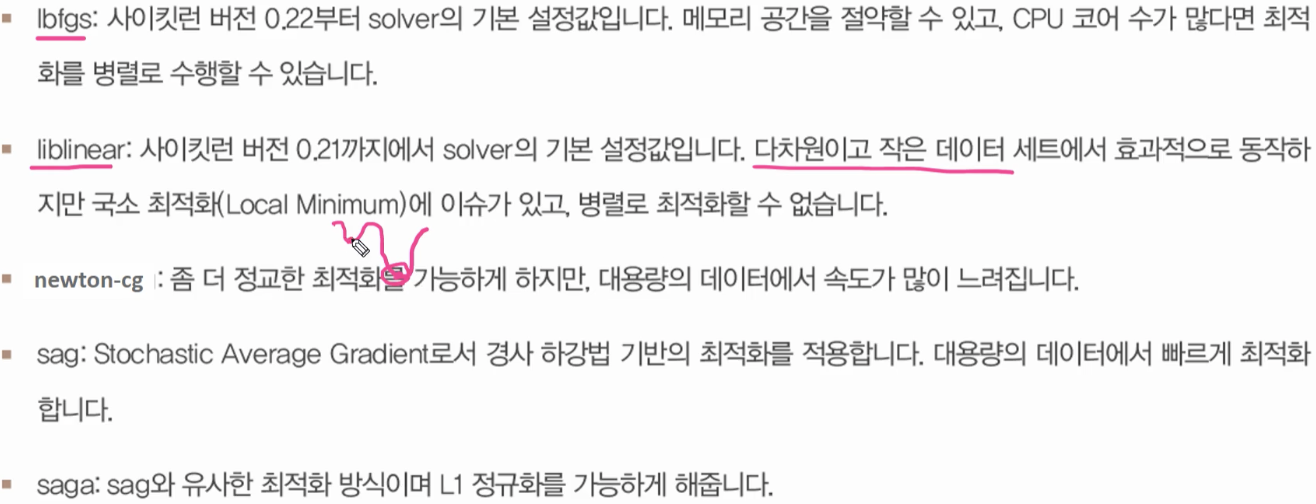 lbfgs: 사이킷런 버전 0.22부터 solver의 기본 설정값입니다. 메모리 공간을 절약할 수 있고, CPU 코어 수가 많다면 최적
화를 병렬로 수행할 수 있습니다.
liblinear: 사이킷런 버전 0.21까지에서 solver의 기본 설정값입니다. 다차원이고 작은 데이터 세트에서 효과적으로 동작하
지만 국소 최적화(Local Minimum)에 이슈가 있고, 병렬로 최적화할 수 없습니다.
newton-cg : 좀 더 정교한 최적화를 가능하게 하지만, 대용량의 데이터에서 속도가 많이 느려집니다.
sag: Stochastic Average Gradient로서 경사 하강법 기반의 최적화를 적용합니다. 대용량의 데이터에서 빠르게 최적화
합니다.
saga: sag와 유사한 최적화 방식이며 L1 정규화를 가능하게 해줍니다.